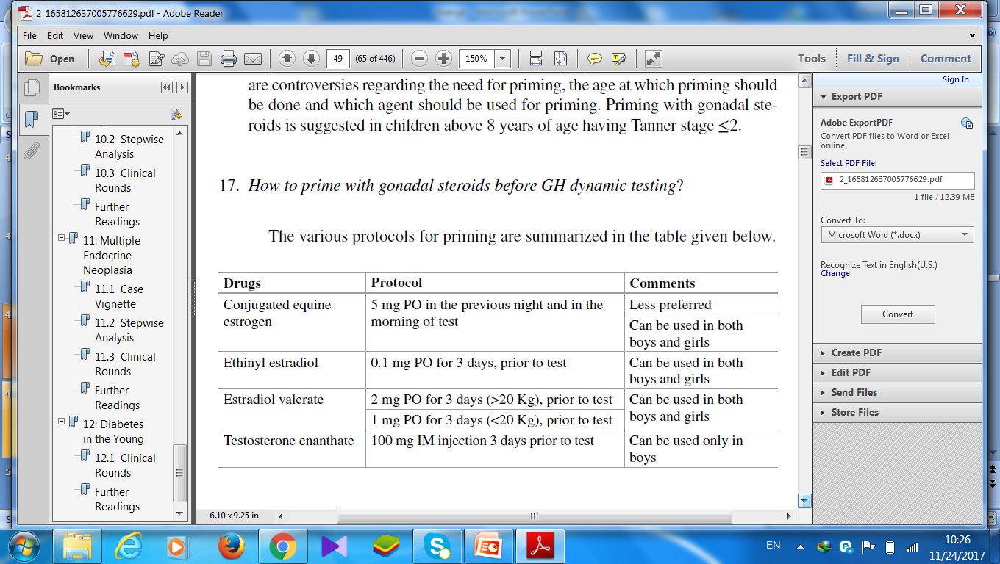 2_165812637005776629.pdf - Adobe Reader
File Edit View Window Help
Open
49 (65 of 446)
150%
Tools Fill & Sign Comment
Bookmarks
10.2 Stepwise
Analysis
10.3 Clinical
Rounds
Further
Readings
11: Multiple
Endocrine
Neoplasia
11.1 Case
Vignette
11.2 Stepwise
Analysis
11.3 Clinical
Rounds
Further
Readings
12: Diabetes
in the Young
12.1 Clinical
Rounds
Further
Readings
are controversies regarding the need for priming, the age at which priming should
be done and which agent should be used for priming. Priming with gonadal ste-
roids is suggested in children above 8 years of age having Tanner stage ≤2.
17. How to prime with gonadal steroids before GH dynamic testing?
The various protocols for priming are summarized in the table given below.
Drugs Protocol Comments
Conjugated equine 5 mg PO in the previous night and in the Less preferred
estrogen morning of test Can be used in both
boys and girls
Ethinyl estradiol 0.1 mg PO for 3 days, prior to test Can be used in both
boys and girls
Estradiol valerate 2 mg PO for 3 days (>20 Kg), prior to test Can be used in both
1 mg PO for 3 days (<20 Kg), prior to test boys and girls
Testosterone enanthate 100 mg IM injection 3 days prior to test Can be used only in
boys
6.10 x 9.25 in
Sign In
Export PDF
Adobe ExportPDF
Convert PDF files to Word or Excel
online.
Select PDF File:
2_165812637005776629.pdf
1 file / 12.39 MB
Convert To:
Microsoft Word (*.docx)
Recognize Text in English(U.S.)
Change
Convert
Create PDF
Edit PDF
Send Files
Store Files
EN
10:26
11/24/2017